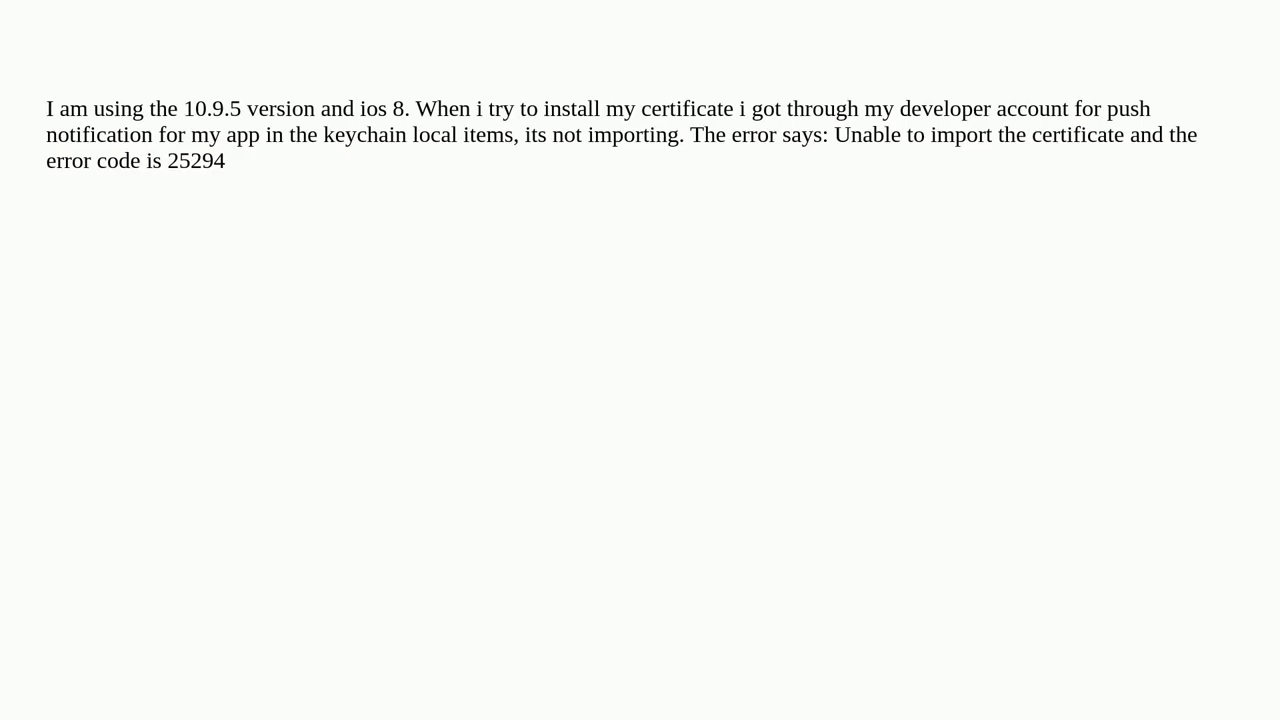 I am using the 10.9.5 version and ios 8. When i try to install my certificate i got through my developer account for push
notification for my app in the keychain local items, its not importing. The error says: Unable to import the certificate and the
error code is 25294